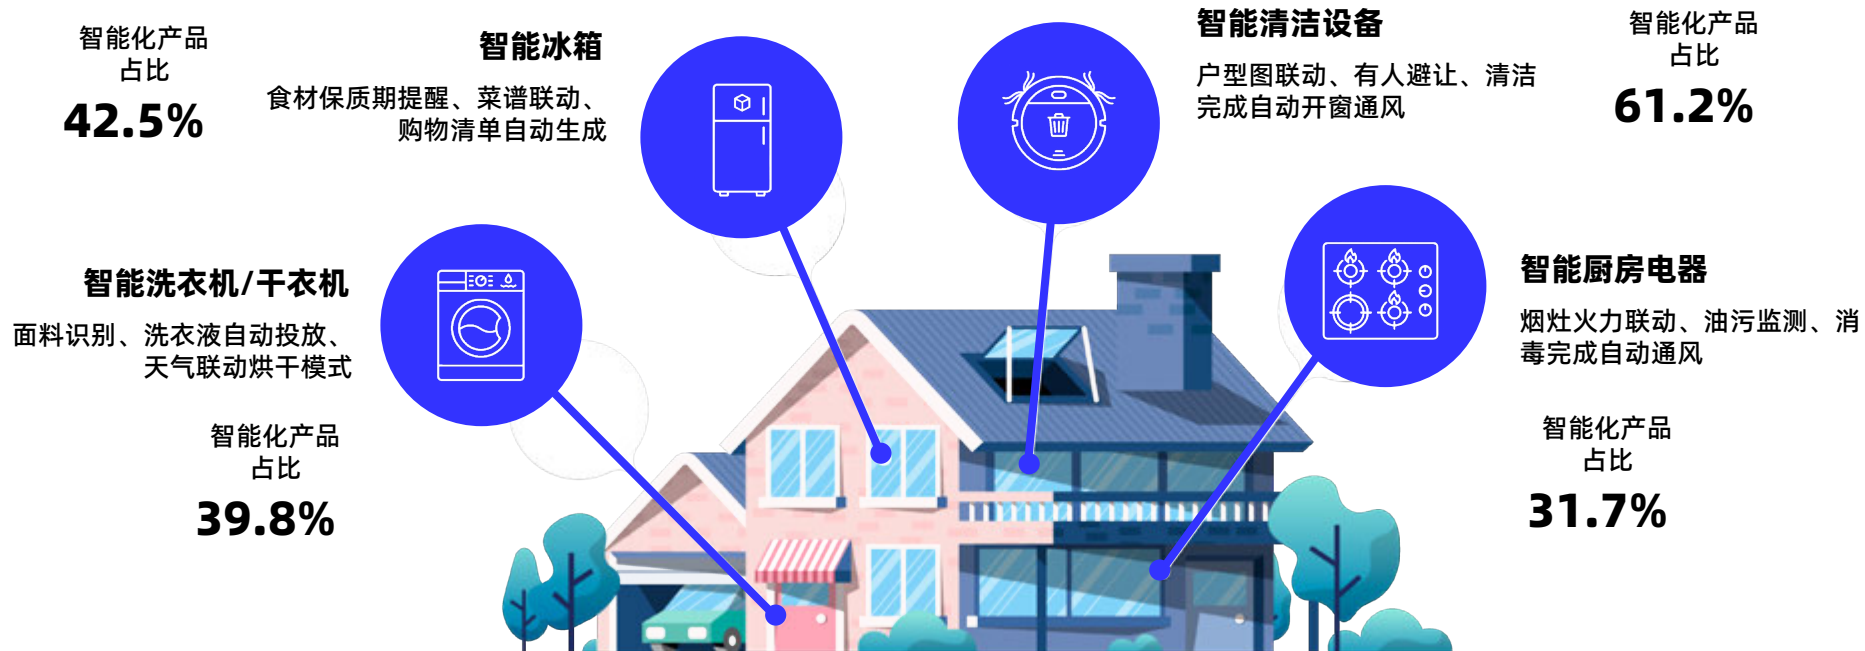 智能化产品
占比
42.5%
智能冰箱
食材保质期提醒、菜谱联动、
购物清单自动生成
智能清洁设备
户型图联动、有人避让、清洁
完成自动开窗通风
智能化产品
占比
61.2%
智能洗衣机/干衣机
面料识别、洗衣液自动投放、
天气联动烘干模式
智能化产品
占比
39.8%
智能厨房电器
烟灶火力联动、油污监测、消
毒完成自动通风
智能化产品
占比
31.7%